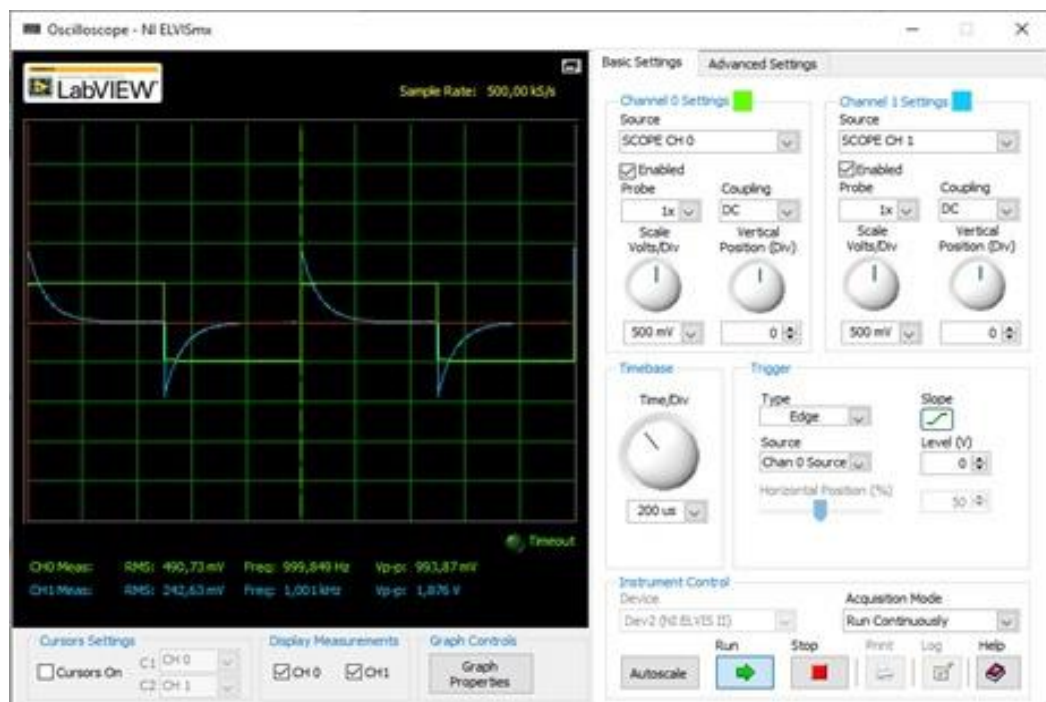 Oscilloscope - NI ELVISmx
LabVIEW
Sample Rate: 500,00 kS/s
Timeout
CH0 Meas: RMS: 490,73 mV Freq: 999,849 Hz Vp-p: 993,87 mV
CH1 Meas: RMS: 242,63 mV Freq: 1,001 kHz Vp-p: 1,876 V
Cursors Settings
Cursors On
C1 CH 0
C2 CH 1
Display Measurements
CH 0 CH1
Graph Controls
Graph
Properties
Basic Settings Advanced Settings
Channel 0 Settings
Source
SCOPE CH 0
Enabled
Probe Coupling
1x DC
Scale Vertical
Volts/Div Position (Div)
500 mV 0
Channel 1 Settings
Source
SCOPE CH 1
Enabled
Probe Coupling
1x DC
Scale Vertical
Volts/Div Position (Div)
500 mV 0
Timebase
Time/Div
200 us
Trigger
Type Slope
Edge
Source Level (V)
Chan 0 Source 0
Horizontal Position (%)
50
Instrument Control
Device Acquisition Mode
Dev2 (NI ELVIS II) Run Continuously
Run Stop Print Log Help
Autoscale